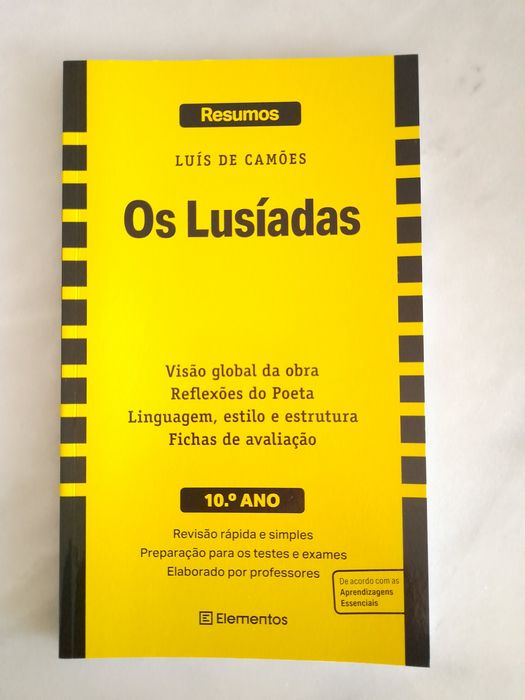 Resumos
LUÍS DE CAMÕES
Os Lusíadas
Visão global da obra
Reflexões do Poeta
Linguagem, estilo e estrutura
Fichas de avaliação
10.º ANO
Revisão rápida e simples
Preparação para os testes e exames
Elaborado por professores
De acordo com as
Aprendizagens
Essenciais
Elementos